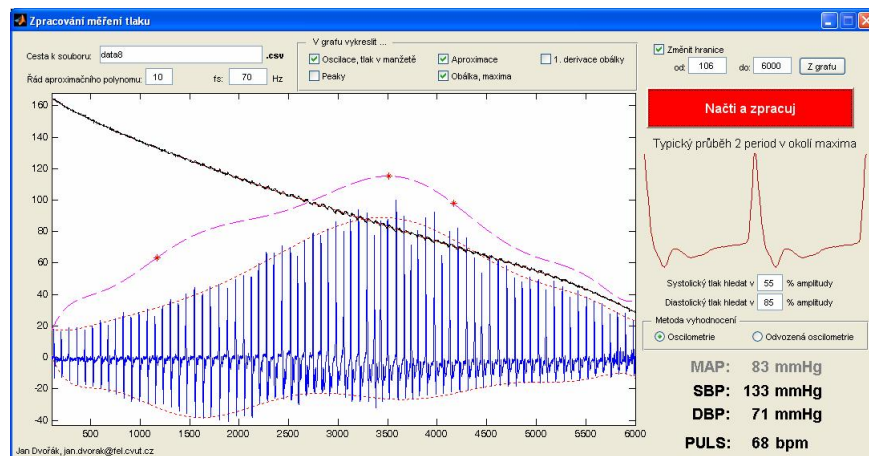 Zpracování měření tlaku
Cesta k souboru: data8 .csv
Řád aproximačního polynomu: 10 fs: 70 Hz
V grafu vykreslit ...
Oscilace, tlak v manžetě Aproximace 1. derivace obálky
Peaky Obálka, maxima
Změnit hranice
od: 106 do: 6000 Z grafu
Načti a zpracuj
Typický průběh 2 period v okolí maxima
160
140
120
100
80
60
40
20
0
-20
-40
500 1000 1500 2000 2500 3000 3500 4000 4500 5000 5500 6000
Systolický tlak hledat v 55 % amplitudy
Diastolický tlak hledat v 85 % amplitudy
Metoda vyhodnocení
Oscilometrie Odvozená oscilometrie
MAP: 83 mmHg
SBP: 133 mmHg
DBP: 71 mmHg
PULS: 68 bpm
Jan Dvořák, jan.dvorak@fel.cvut.cz